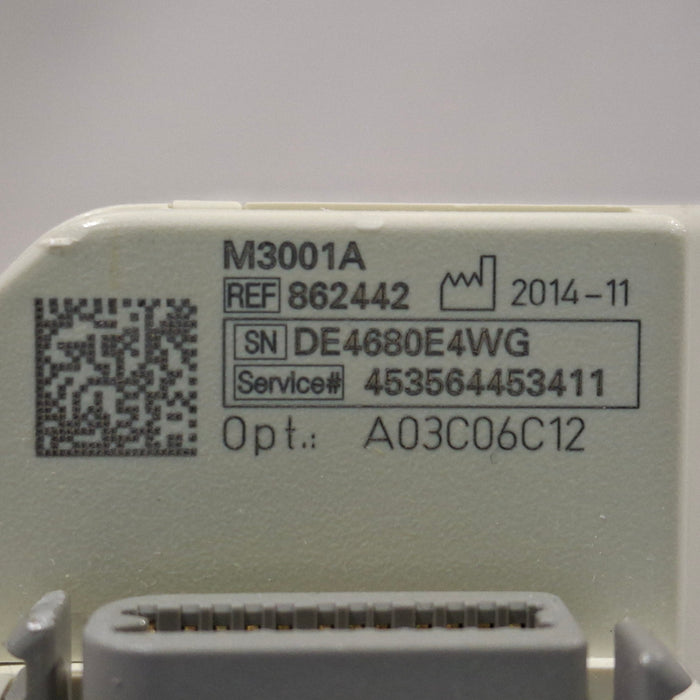 M3001A
REF 862442 2014-11
SN DE4680E4WG
Service# 453564453411
Opt.: A03C06C12